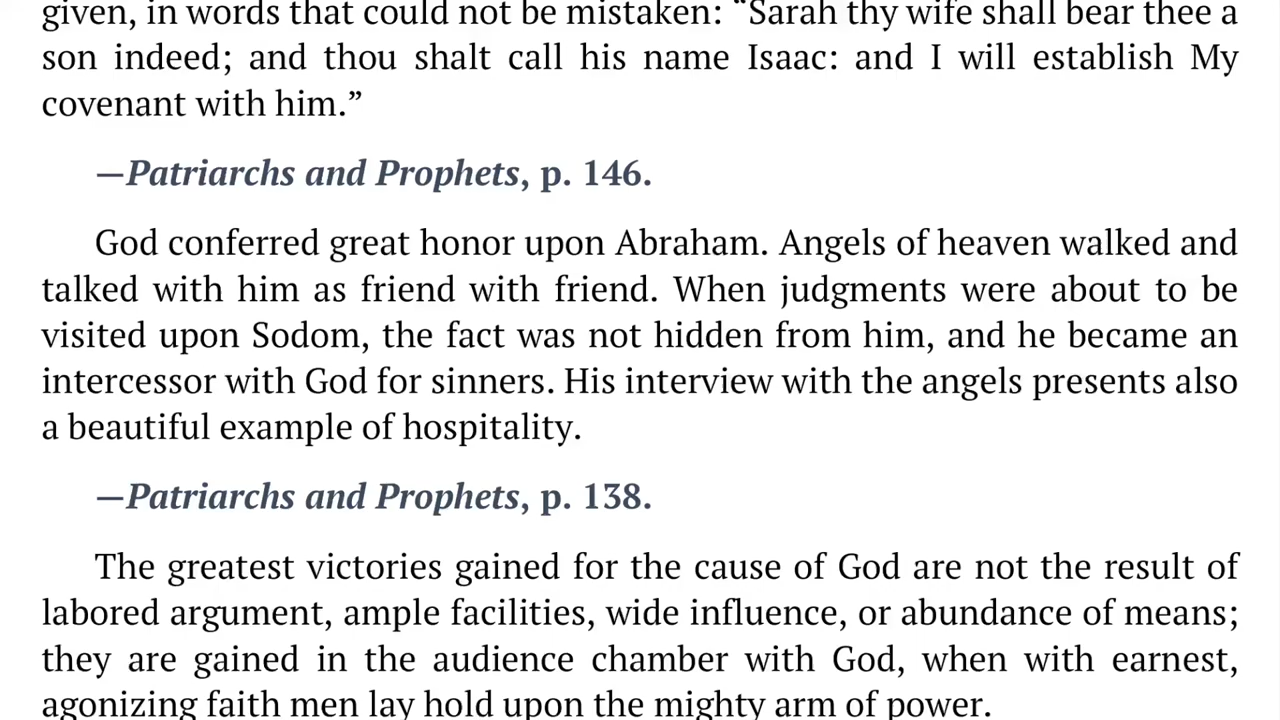 given, in words that could not be mistaken: “Sarah thy wife shall bear thee a
son indeed; and thou shalt call his name Isaac: and I will establish My
covenant with him.”
—Patriarchs and Prophets, p. 146.
God conferred great honor upon Abraham. Angels of heaven walked and
talked with him as friend with friend. When judgments were about to be
visited upon Sodom, the fact was not hidden from him, and he became an
intercessor with God for sinners. His interview with the angels presents also
a beautiful example of hospitality.
—Patriarchs and Prophets, p. 138.
The greatest victories gained for the cause of God are not the result of
labored argument, ample facilities, wide influence, or abundance of means;
they are gained in the audience chamber with God, when with earnest,
agonizing faith men lay hold upon the mighty arm of power.